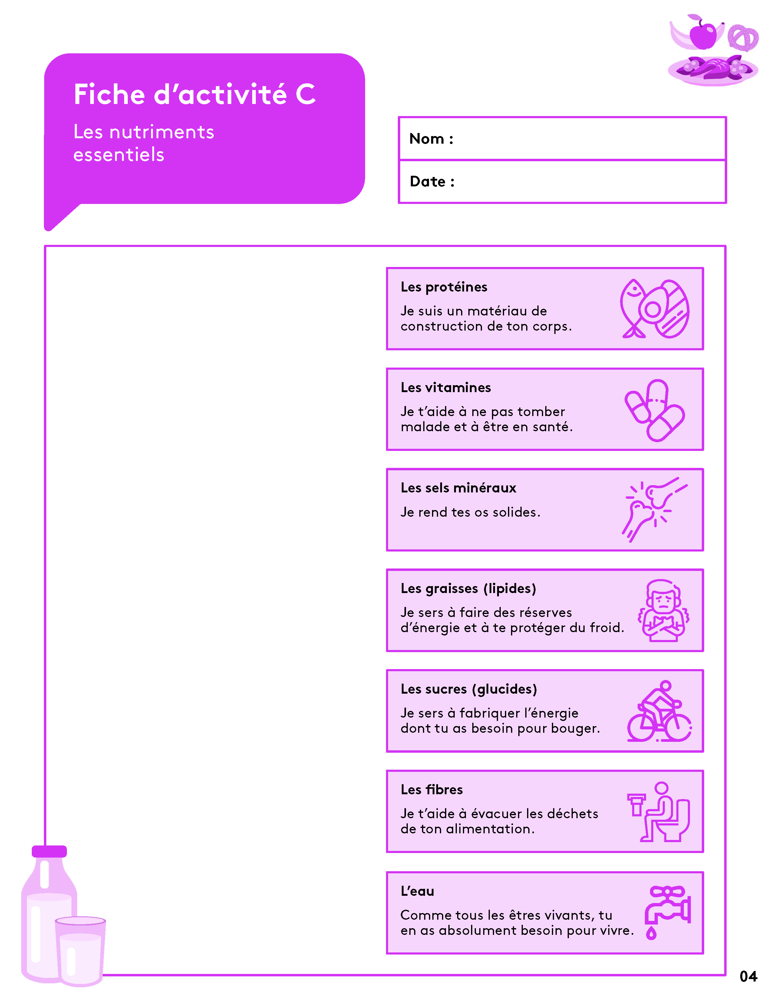 Fiche d’activité C
Les nutriments
essentiels
Nom :
Date :
Les protéines
Je suis un matériau de
construction de ton corps.
Les vitamines
Je t’aide à ne pas tomber
malade et à être en santé.
Les sels minéraux
Je rend tes os solides.
Les graisses (lipides)
Je sers à faire des réserves
d’énergie et à te protéger du froid.
Les sucres (glucides)
Je sers à fabriquer l’énergie
dont tu as besoin pour bouger.
Les fibres
Je t’aide à évacuer les déchets
de ton alimentation.
L’eau
Comme tous les êtres vivants, tu
en as absolument besoin pour vivre.
04